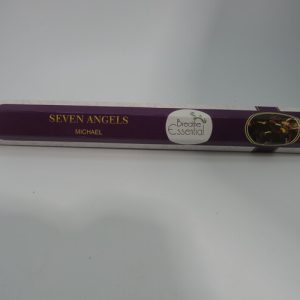 SEVEN ANGELS
MICHAEL
Breathe
Essential